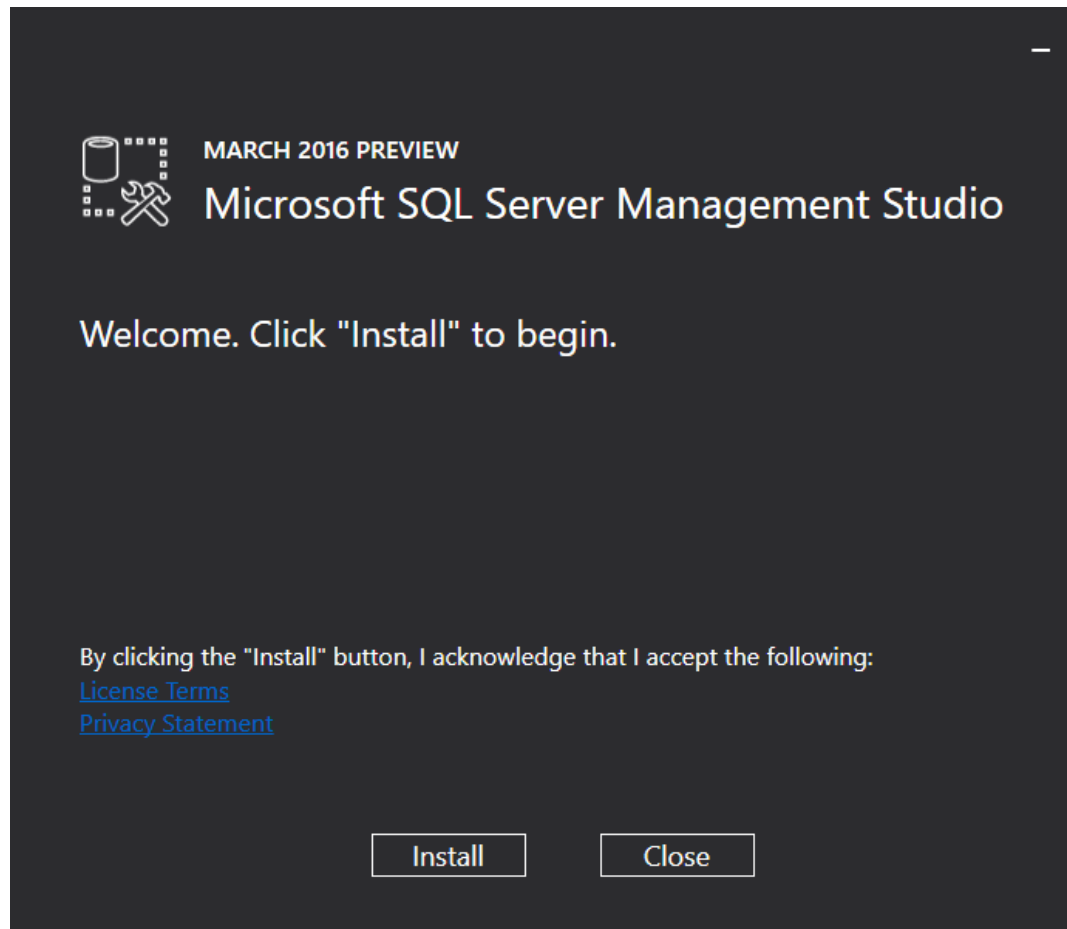 MARCH 2016 PREVIEW
Microsoft SQL Server Management Studio
Welcome. Click "Install" to begin.
By clicking the "Install" button, I acknowledge that I accept the following:
License Terms
Privacy Statement
Install
Close